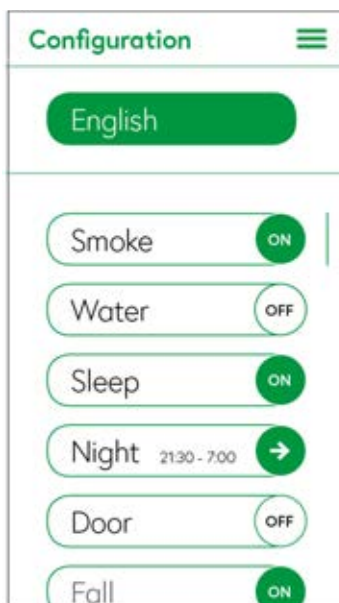 Configuration
English
Smoke ON
Water OFF
Sleep ON
Night 21:30 - 7:00
Door OFF
Fall ON